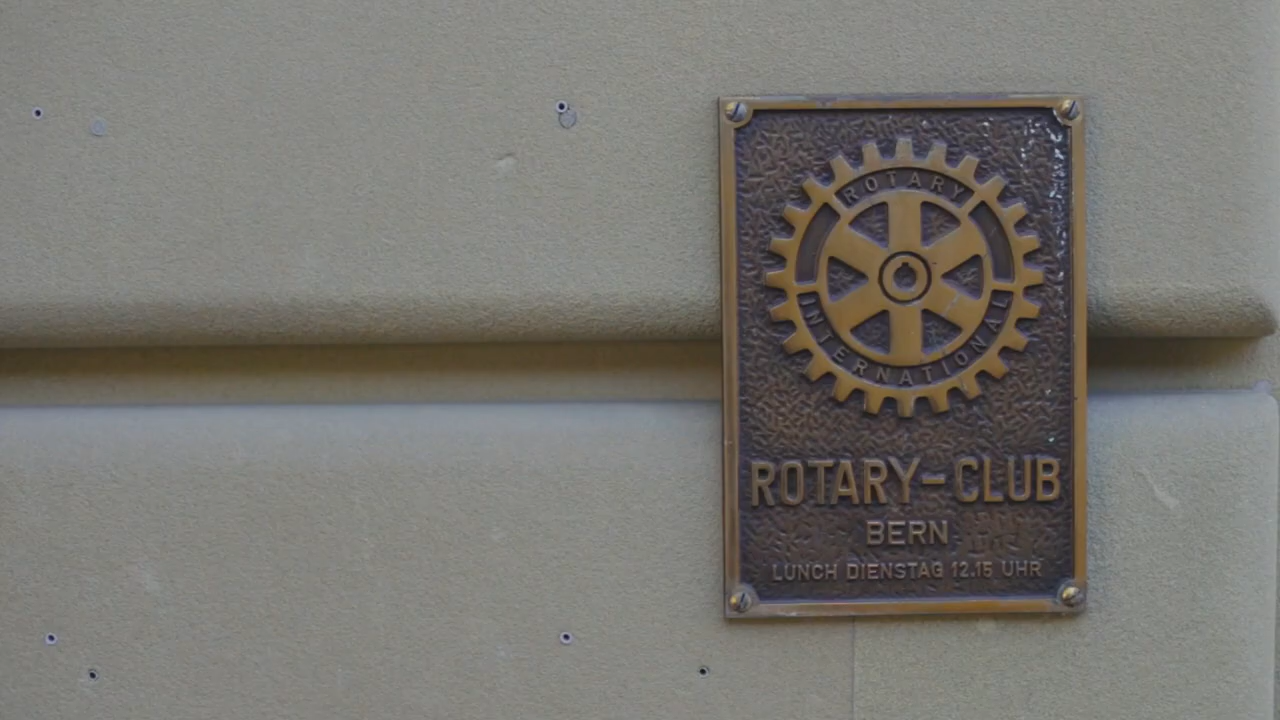 ROTARY
INTERNATIONAL
ROTARY-CLUB
BERN
LUNCH DIENSTAG 12.15 UHR